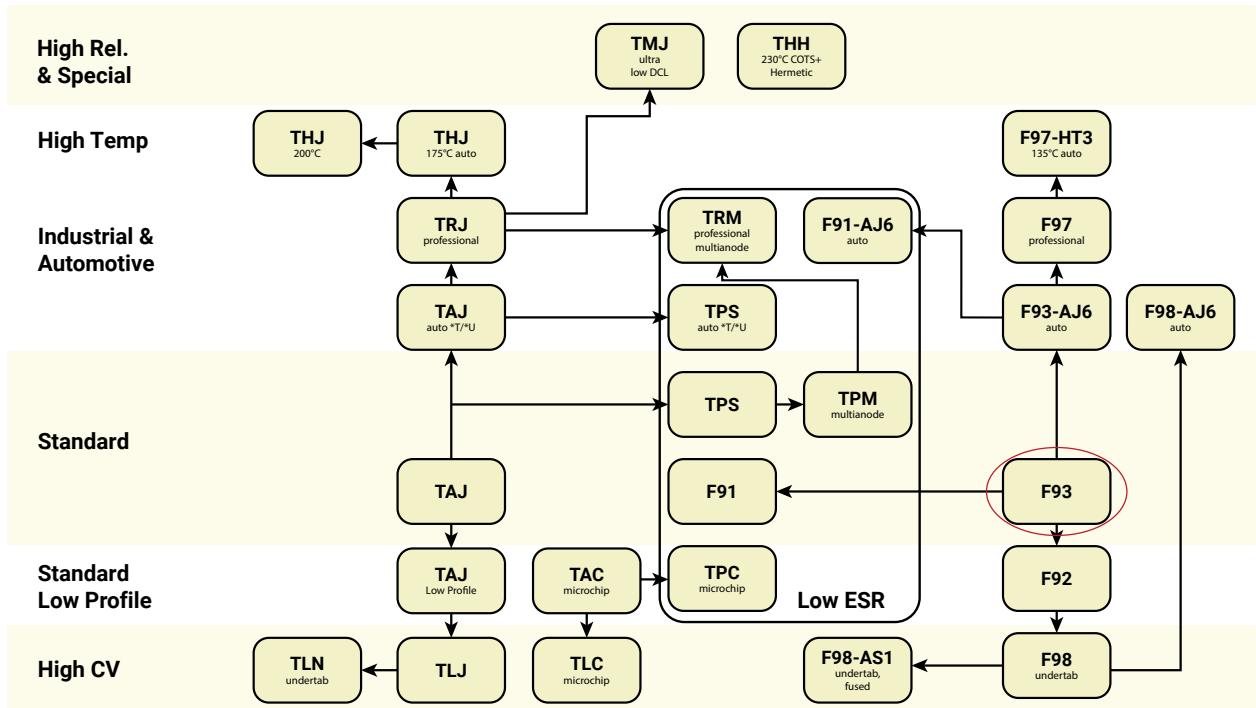 High Rel.
& Special
TMJ
ultra
low DCL
THH
230°C COTS+
Hermetic
High Temp
THJ
200°C
THJ
175°C auto
F97-HT3
135°C auto
Industrial &
Automotive
TRJ
professional
TRM
professional
multianode
F91-AJ6
auto
F97
professional
TAJ
auto *T/*U
TPS
auto *T/*U
F93-AJ6
auto
F98-AJ6
auto
Standard
TPS
TPM
multianode
TAJ
F91
F93
Standard
Low Profile
TAJ
Low Profile
TAC
microchip
TPC
microchip
Low ESR
F92
High CV
TLN
undertab
TLJ
TLC
microchip
F98-AS1
undertab,
fused
F98
undertab